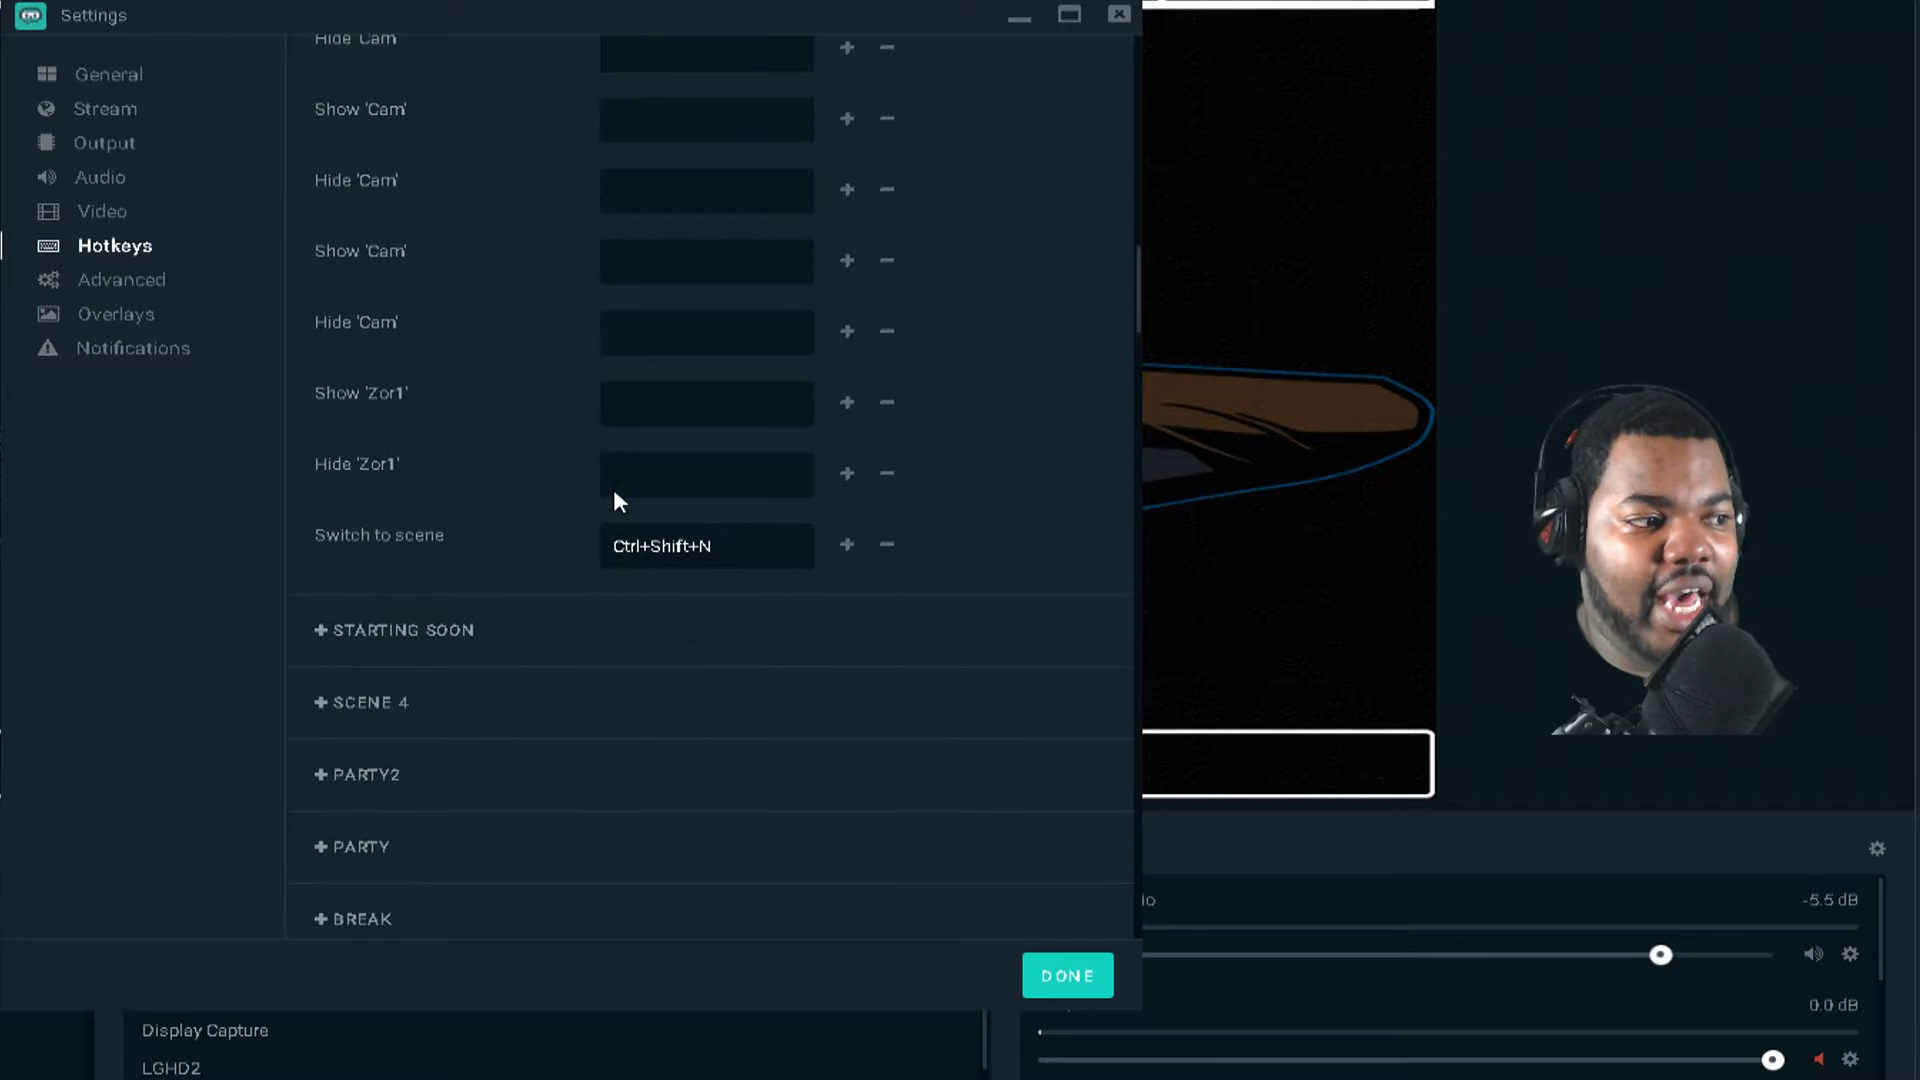 Settings
General
Stream
Output
Audio
Video
Hotkeys
Advanced
Overlays
Notifications
Hide 'Cam'
Show 'Cam'
Hide 'Cam'
Show 'Cam'
Hide 'Cam'
Show 'Zor1'
Hide 'Zor1'
Switch to scene
Ctrl+Shift+N
STARTING SOON
SCENE 4
PARTY2
PARTY
BREAK
DONE
Display Capture
LGHD2
io
-5.5 dB
0.0 dB